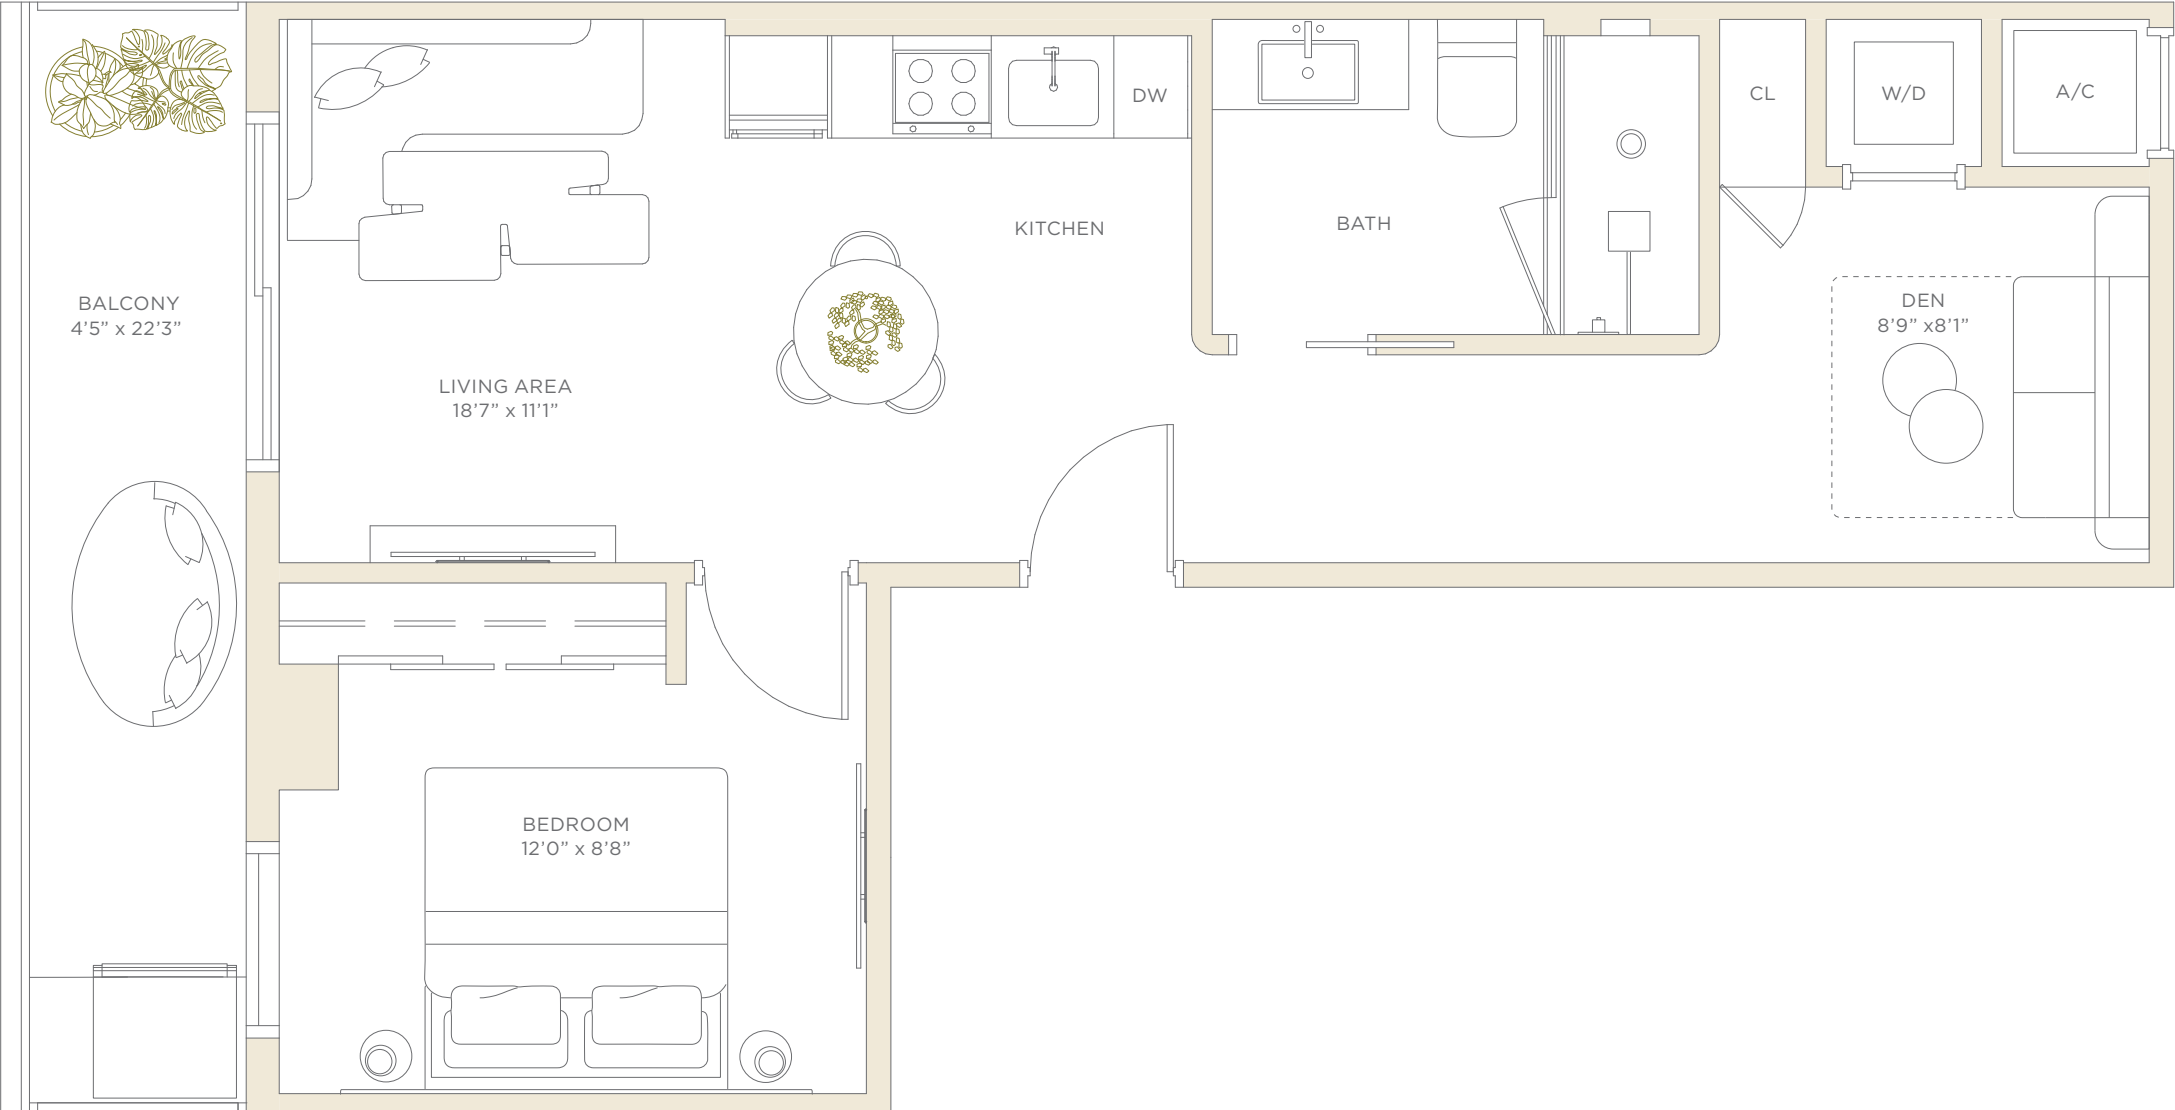 DW
CL
W/D
A/C
KITCHEN
BATH
BALCONY
4’5” x 22’3”
DEN
8’9” x8’1”
LIVING AREA
18’7” x 11’1”
BEDROOM
12’0” x 8’8”